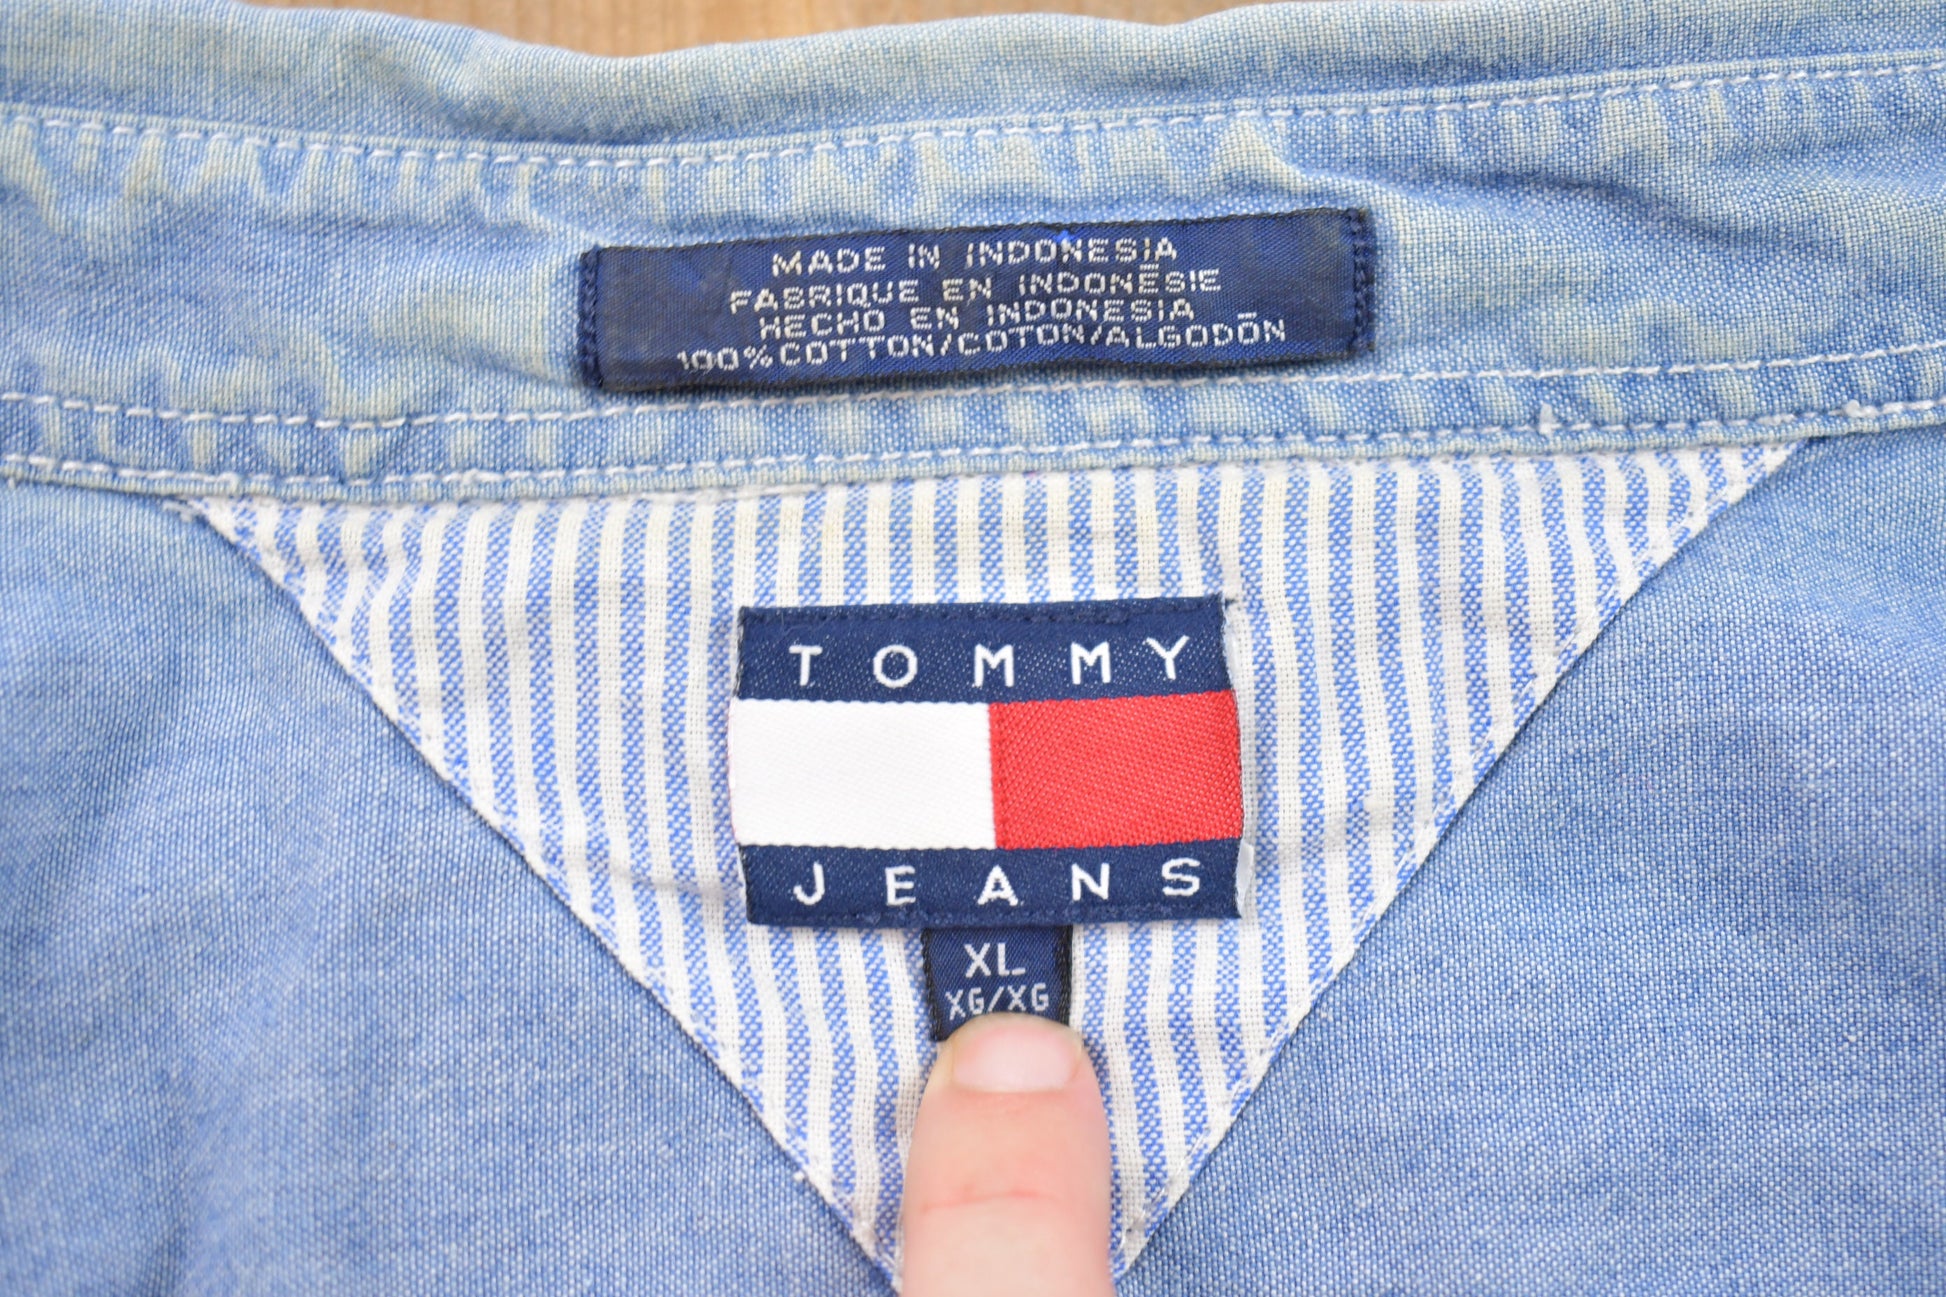 MADE IN INDONESIA
FABRIQUE EN INDONÉSIE
HECHO EN INDONESIA
100% COTTON/COTON/ALGODÓN
TOMMY
JEANS
XL
XG/XG